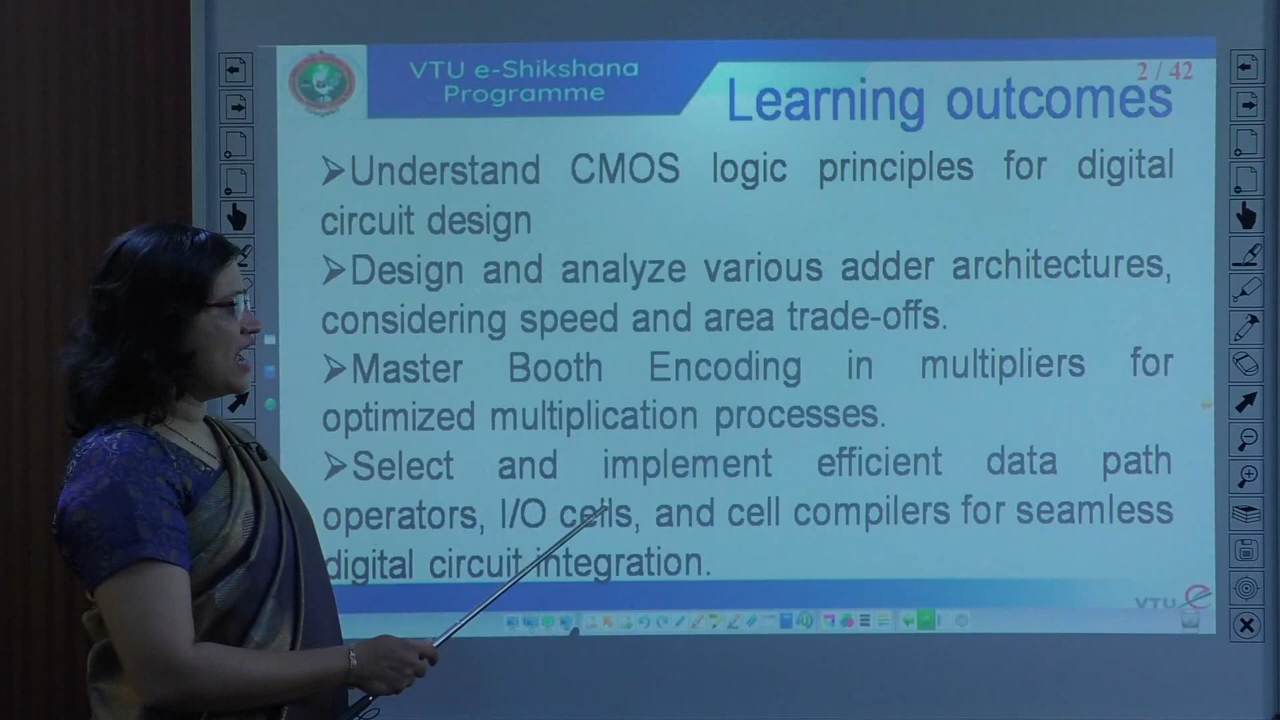 VTU e-Shikshana
Programme
2 / 42
Learning outcomes
➢Understand CMOS logic principles for digital
circuit design
➢Design and analyze various adder architectures,
considering speed and area trade-offs.
➢Master Booth Encoding in multipliers for
optimized multiplication processes.
➢Select and implement efficient data path
operators, I/O cells, and cell compilers for seamless
digital circuit integration.
VTU e